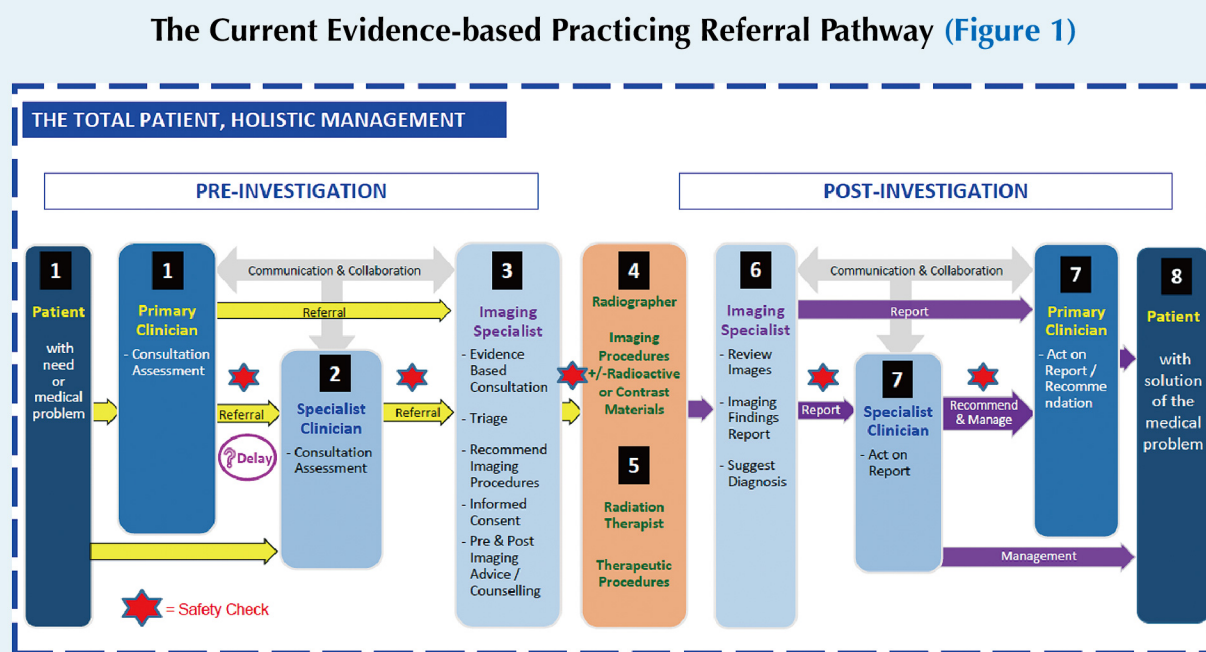 The Current Evidence-based Practicing Referral Pathway (Figure 1)
THE TOTAL PATIENT, HOLISTIC MANAGEMENT
PRE-INVESTIGATION
POST-INVESTIGATION
1
Patient
with
need
or
medical
problem
1
Primary
Clinician
- Consultation
Assessment
Communication & Collaboration
Referral
Referral
?Delay
2
Specialist
Clinician
- Consultation
Assessment
Referral
3
Imaging
Specialist
- Evidence
Based
Consultation
- Triage
- Recommend
Imaging
Procedures
- Informed
Consent
- Pre & Post
Imaging
Advice /
Counselling
4
Radiographer
Imaging
Procedures
+/-Radioactive
or Contrast
Materials
5
Radiation
Therapist
Therapeutic
Procedures
6
Imaging
Specialist
- Review
Images
- Imaging
Findings
Report
- Suggest
Diagnosis
Communication & Collaboration
Report
Report
7
Specialist
Clinician
- Act on
Report
Recommend
& Manage
Management
7
Primary
Clinician
- Act on
Report /
Recomme
ndation
8
Patient
with
solution
of the
medical
problem
= Safety Check